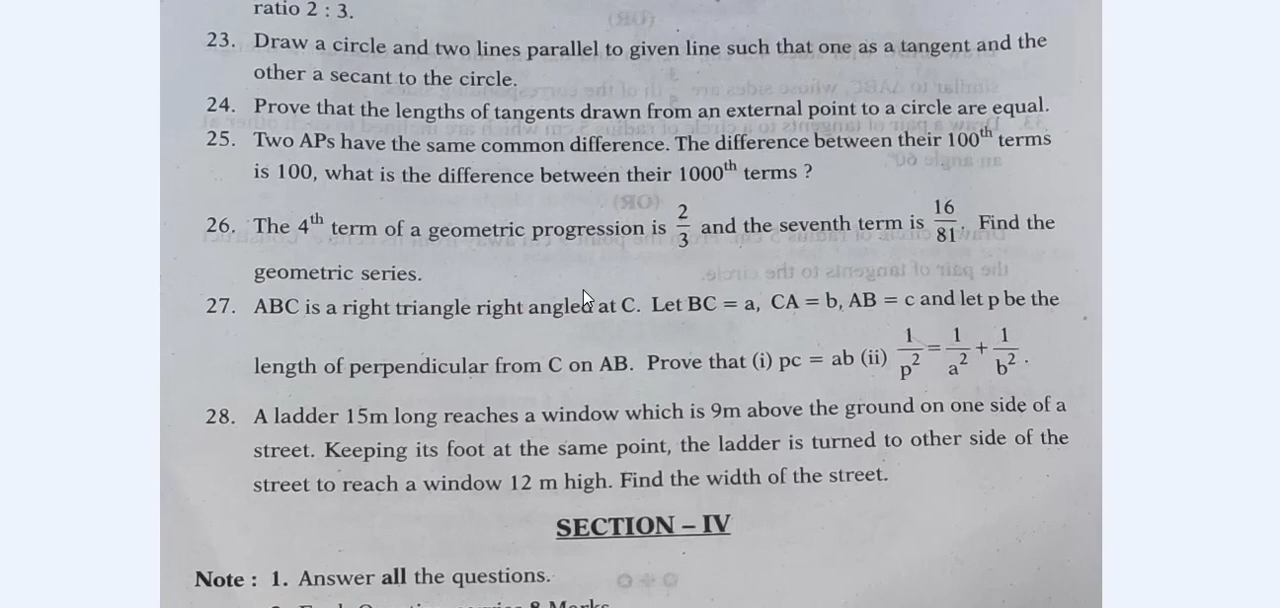 ratio 2 : 3.
23. Draw a circle and two lines parallel to given line such that one as a tangent and the
other a secant to the circle.
24. Prove that the lengths of tangents drawn from an external point to a circle are equal.
25. Two APs have the same common difference. The difference between their 100th terms
is 100, what is the difference between their 1000th terms ?
26. The 4th term of a geometric progression is 2/3 and the seventh term is 16/81. Find the
geometric series.
27. ABC is a right triangle right angled at C. Let BC = a, CA = b, AB = c and let p be the
length of perpendicular from C on AB. Prove that (i) pc = ab (ii) 1/p² = 1/a² + 1/b².
28. A ladder 15m long reaches a window which is 9m above the ground on one side of a
street. Keeping its foot at the same point, the ladder is turned to other side of the
street to reach a window 12 m high. Find the width of the street.
SECTION – IV
Note : 1. Answer all the questions.